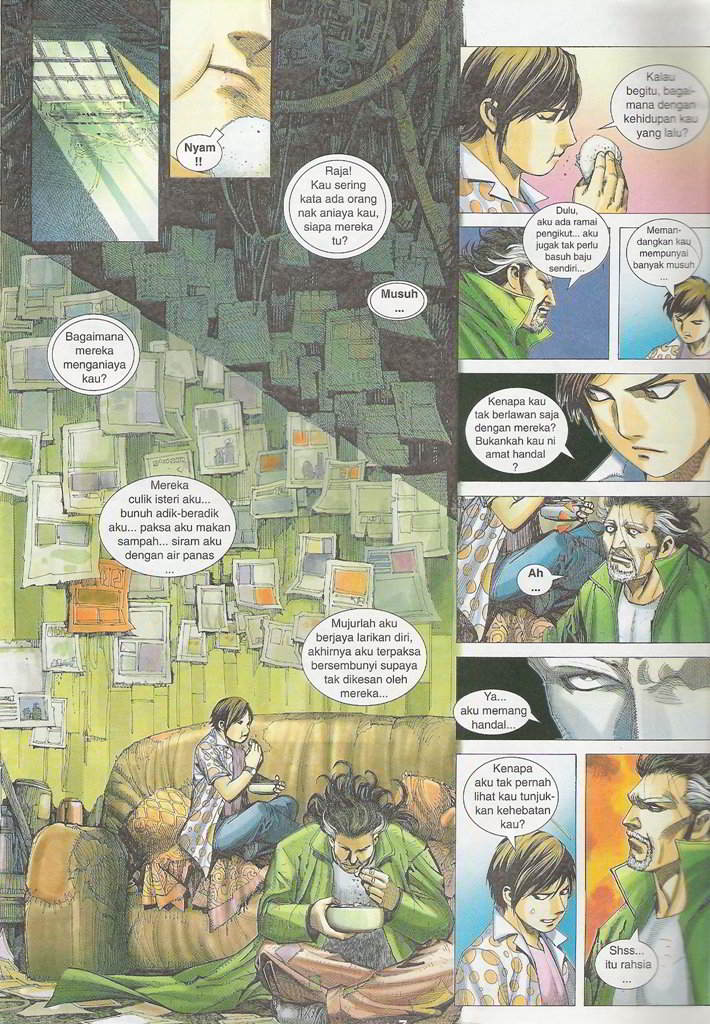 Nyam
!!
Raja!
Kau sering
kata ada orang
nak aniaya kau,
siapa mereka
tu?
Musuh
...
Bagaimana
mereka
menganiaya
kau?
Mereka
culik isteri aku...
bunuh adik-beradik
aku... paksa aku makan
sampah... siram aku
dengan air panas
...
Mujurlah aku
berjaya larikan diri,
akhirnya aku terpaksa
bersembunyi supaya
tak dikesan oleh
mereka...
Kalau
begitu, bagai-
mana dengan
kehidupan kau
yang lalu?
Dulu,
aku ada ramai
pengikut... aku
jugak tak perlu
basuh baju
sendiri...
Meman-
dangkan kau
mempunyai
banyak musuh
...
Kenapa kau
tak berlawan saja
dengan mereka?
Bukankah kau ni
amat handal
?
Ah
...
Ya...
aku memang
handal...
Kenapa
aku tak pernah
lihat kau tunjuk-
kan kehebatan
kau?
Shss...
itu rahsia
...